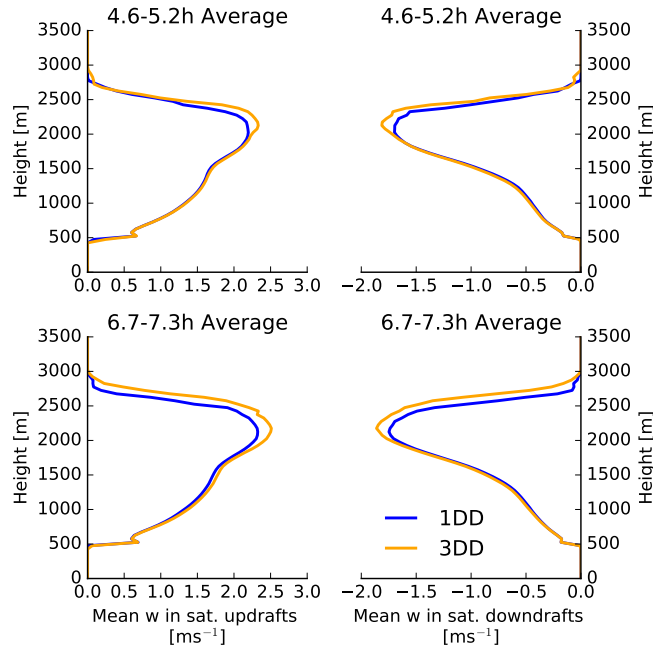 4.6-5.2h Average
4.6-5.2h Average
3500
3000
2500
2000
1500
1000
500
0
Height [m]
0.0 0.5 1.0 1.5 2.0 2.5 3.0
3500
3000
2500
2000
1500
1000
500
0
Height [m]
−2.0 −1.5 −1.0 −0.5 0.0
6.7-7.3h Average
6.7-7.3h Average
3500
3000
2500
2000
1500
1000
500
0
Height [m]
0.0 0.5 1.0 1.5 2.0 2.5 3.0
Mean w in sat. updrafts
[ms⁻¹]
3500
3000
2500
2000
1500
1000
500
0
Height [m]
1DD
3DD
−2.0 −1.5 −1.0 −0.5 0.0
Mean w in sat. downdrafts
[ms⁻¹]